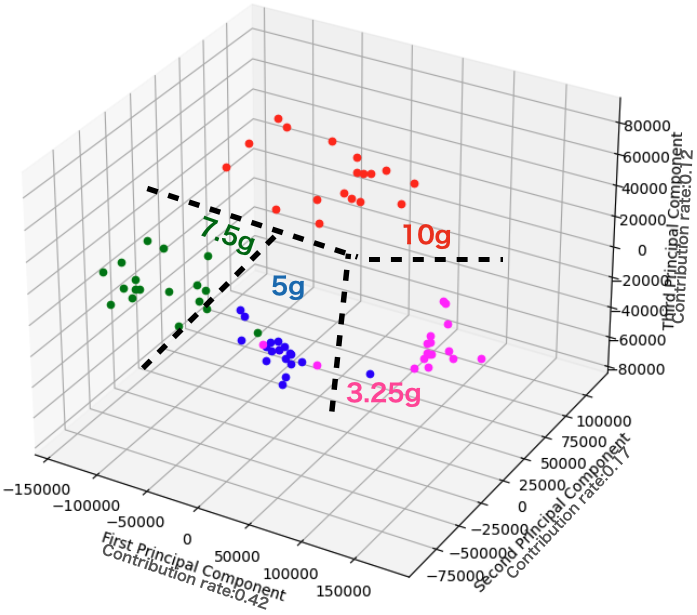 7.5g
10g
5g
3.25g
80000
60000
40000
20000
0
−20000
−40000
−60000
−80000
Third Principal Component
Contribution rate:0.12
100000
75000
50000
25000
0
−25000
−50000
−75000
Second Principal Component
Contribution rate:0.17
−150000
−100000
−50000
0
50000
100000
150000
First Principal Component
Contribution rate:0.42